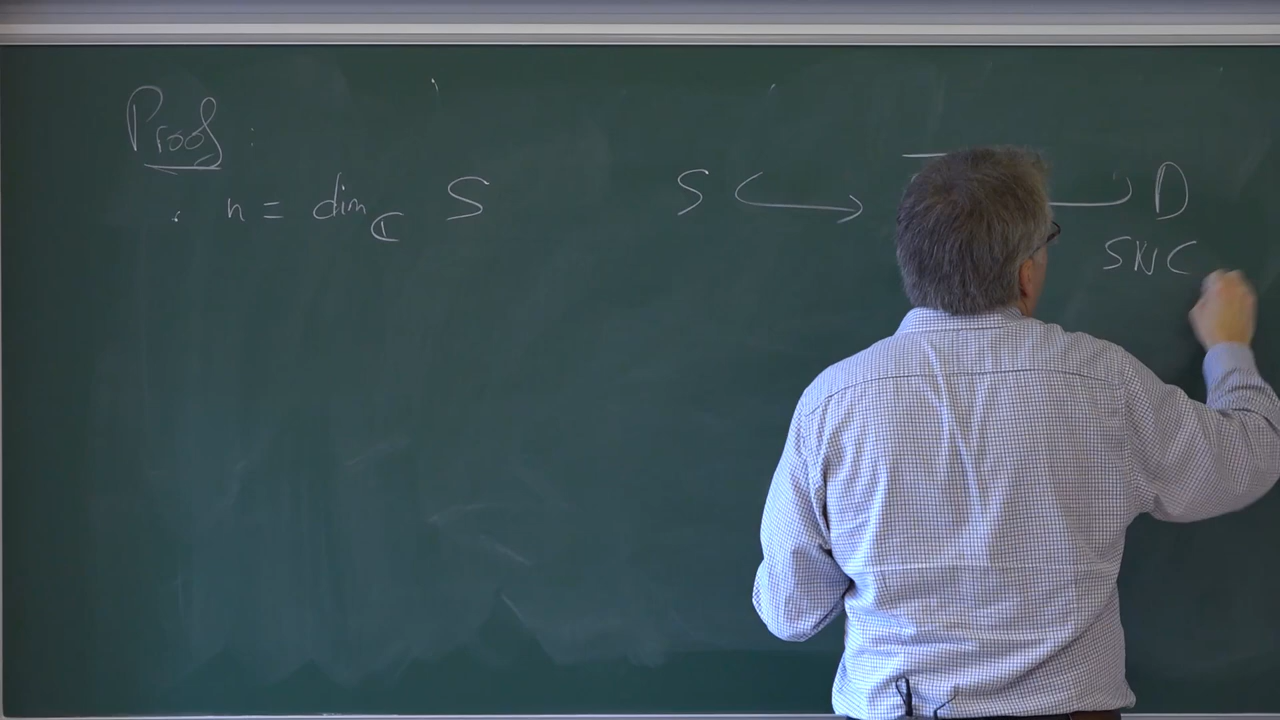 Proof :
• n = dim_ℂ S    S ↪ ↩ D
SNC